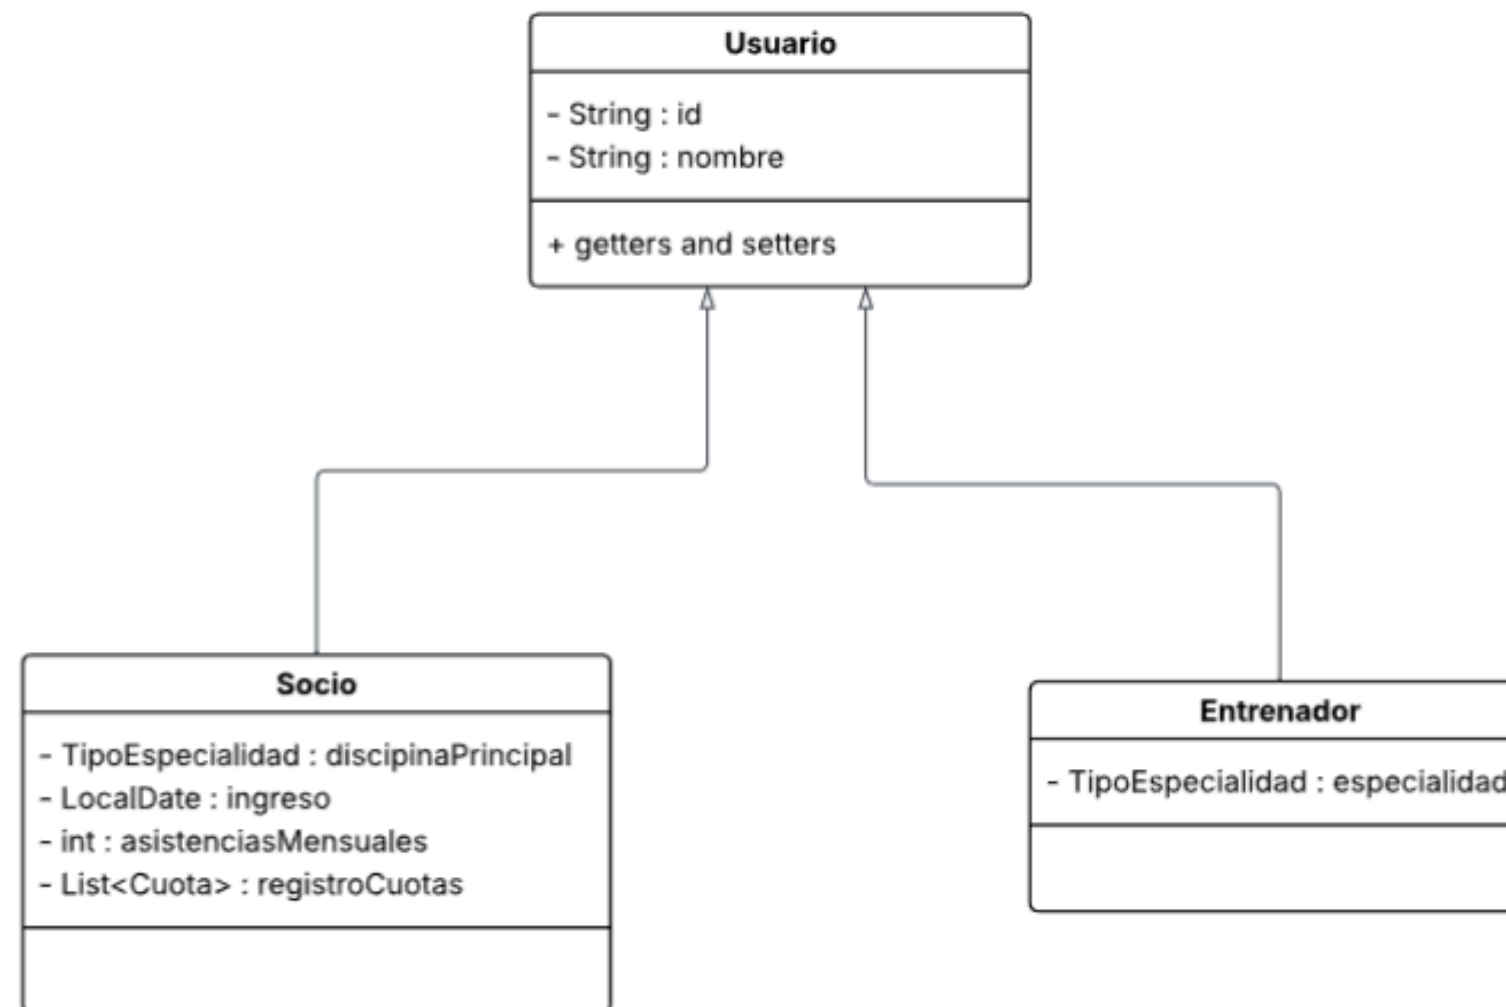 Usuario
- String : id
- String : nombre
+ getters and setters
Socio
- TipoEspecialidad : discipinaPrincipal
- LocalDate : ingreso
- int : asistenciasMensuales
- List<Cuota> : registroCuotas
Entrenador
- TipoEspecialidad : especialidad